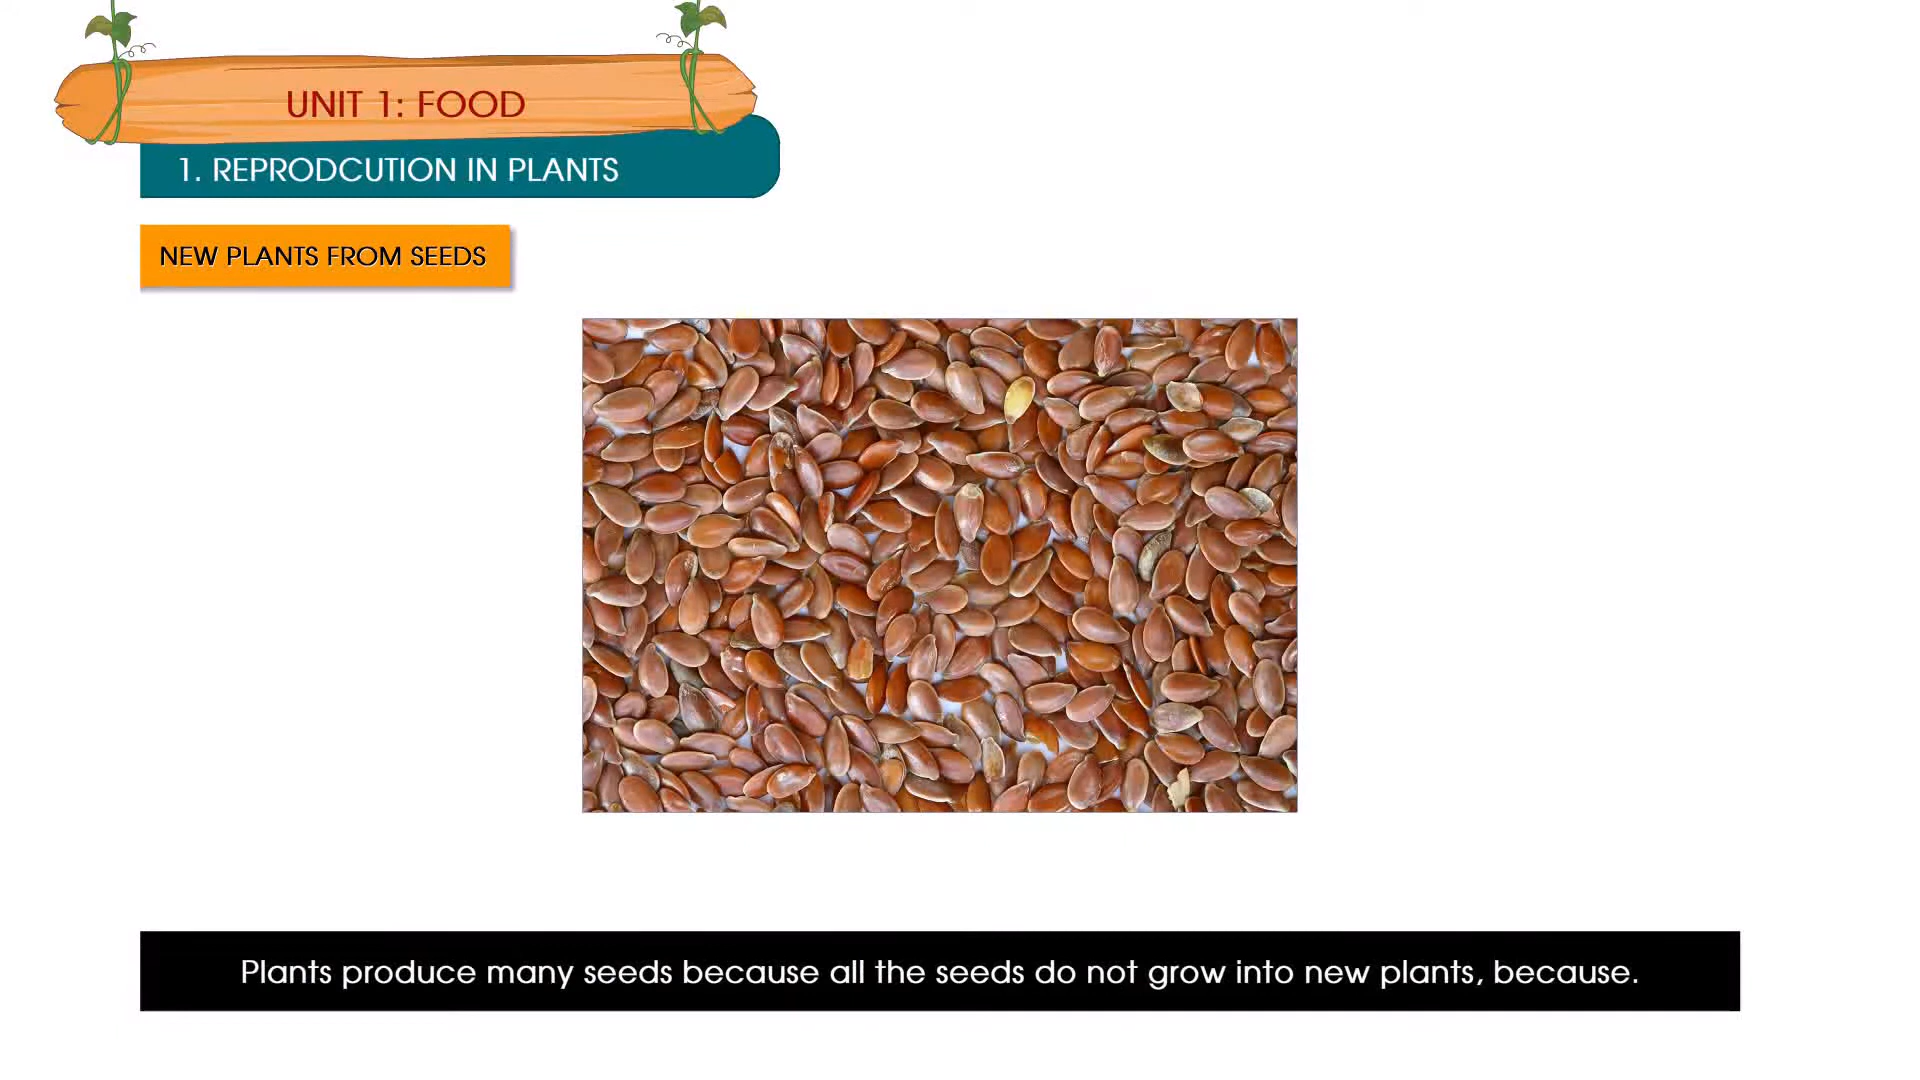 UNIT 1: FOOD
1. REPRODCUTION IN PLANTS
NEW PLANTS FROM SEEDS
Plants produce many seeds because all the seeds do not grow into new plants, because.